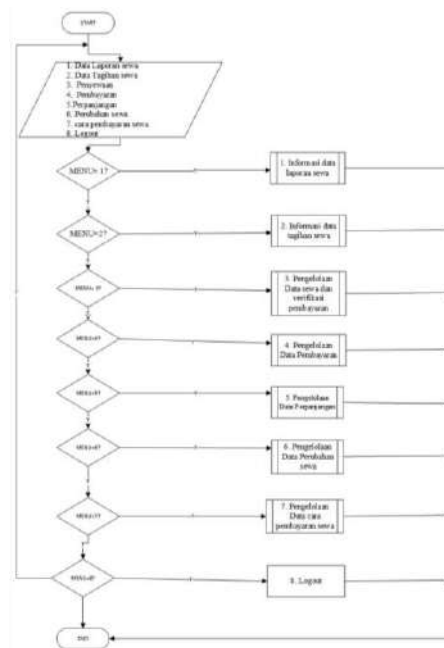 START
1. Data Laporan sewa
2. Data Tagihan sewa
3. Penyewaan
4. Pembayaran
5.Perpanjangan
6. Perubahan sewa
7. cara pembayaran sewa
8. Logout
MENU= 1?
1. Informasi data
laporan sewa
MENU=2?
2. Informasi data
tagihan sewa
3. Pengelolaan
Data sewa dan
verifikasi
pembayaran
4. Pengelolaan
Data Pembayaran
5. Pengelolaan
Data Perpanjangan
6. Pengelolaan
Data Perubahan
sewa
7. Pengelolaan
Data cara
pembayaran sewa
8. Logout